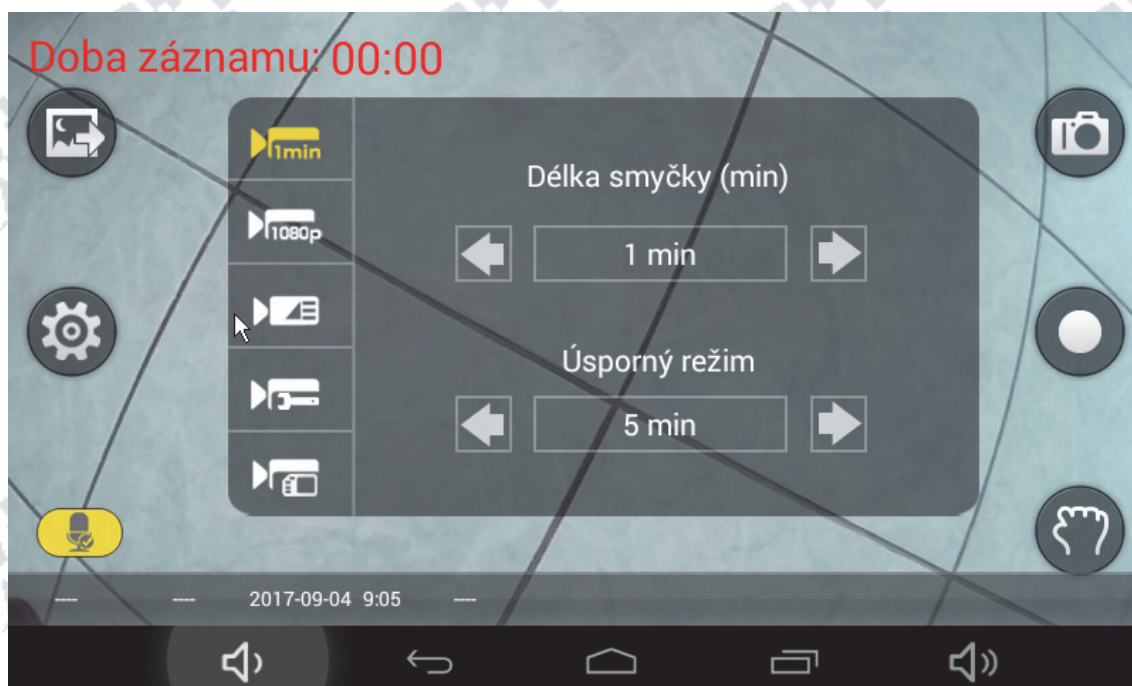 Doba záznamu: 00:00
1min
Délka smyčky (min)
1080p
1 min
Úsporný režim
5 min
---- ---- 2017-09-04 9:05 ----